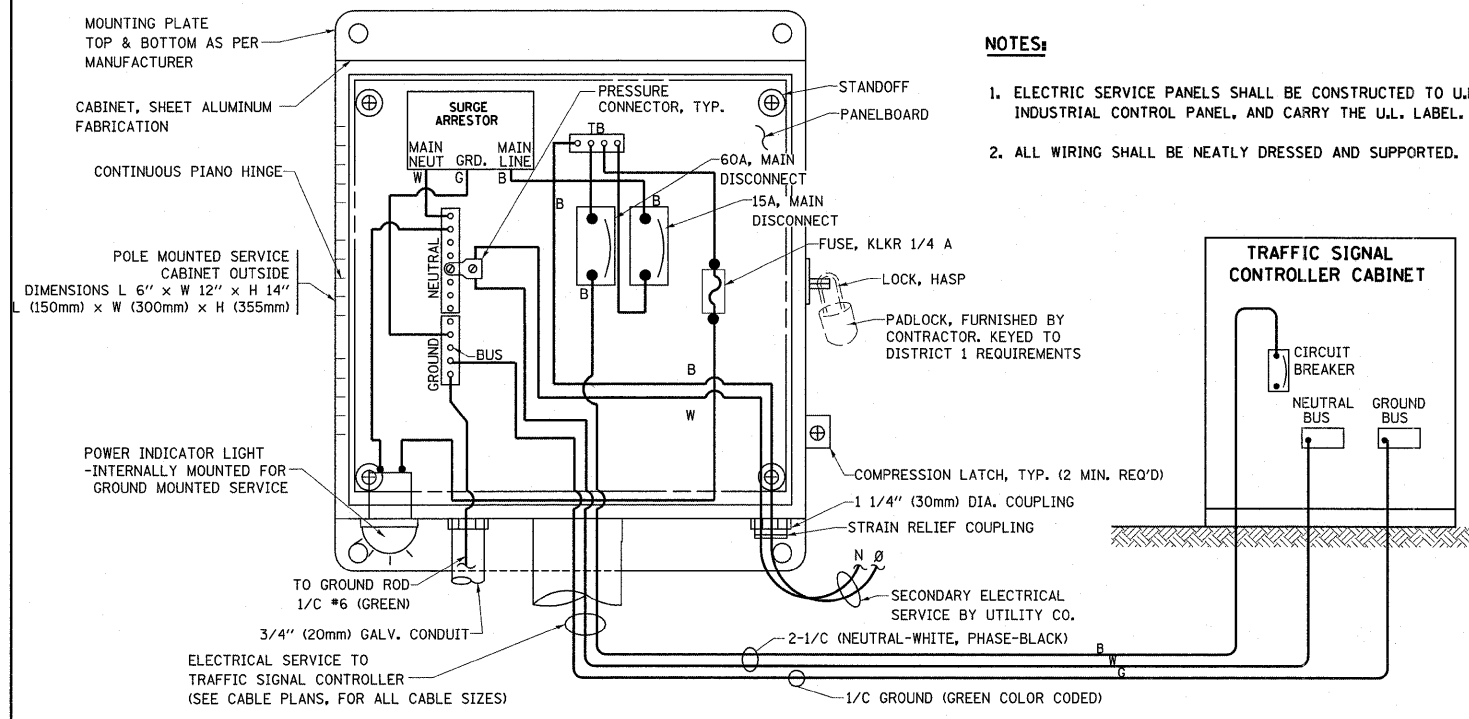 MOUNTING PLATE
TOP & BOTTOM AS PER
MANUFACTURER
CABINET, SHEET ALUMINUM
FABRICATION
CONTINUOUS PIANO HINGE
POLE MOUNTED SERVICE
CABINET OUTSIDE
DIMENSIONS L 6" x W 12" x H 14"
L (150mm) x W (300mm) x H (355mm)
POWER INDICATOR LIGHT
-INTERNALLY MOUNTED FOR
GROUND MOUNTED SERVICE
TO GROUND ROD
1/C #6 (GREEN)
3/4" (20mm) GALV. CONDUIT
ELECTRICAL SERVICE TO
TRAFFIC SIGNAL CONTROLLER
(SEE CABLE PLANS, FOR ALL CABLE SIZES)
SURGE
ARRESTOR
MAIN
NEUT
GRD.
MAIN
LINE
W
G
B
PRESSURE
CONNECTOR, TYP.
TB
STANDOFF
PANELBOARD
60A, MAIN
DISCONNECT
15A, MAIN
DISCONNECT
B
B
B
FUSE, KLKR 1/4 A
LOCK, HASP
PADLOCK, FURNISHED BY
CONTRACTOR. KEYED TO
DISTRICT 1 REQUIREMENTS
NEUTRAL
GROUND
BUS
B
W
COMPRESSION LATCH, TYP. (2 MIN. REQ'D)
1 1/4" (30mm) DIA. COUPLING
STRAIN RELIEF COUPLING
N Ø
SECONDARY ELECTRICAL
SERVICE BY UTILITY CO.
2-1/C (NEUTRAL-WHITE, PHASE-BLACK)
B
W
G
1/C GROUND (GREEN COLOR CODED)
NOTES:
1. ELECTRIC SERVICE PANELS SHALL BE CONSTRUCTED TO U.L
INDUSTRIAL CONTROL PANEL, AND CARRY THE U.L. LABEL.
2. ALL WIRING SHALL BE NEATLY DRESSED AND SUPPORTED.
TRAFFIC SIGNAL
CONTROLLER CABINET
CIRCUIT
BREAKER
NEUTRAL
BUS
GROUND
BUS